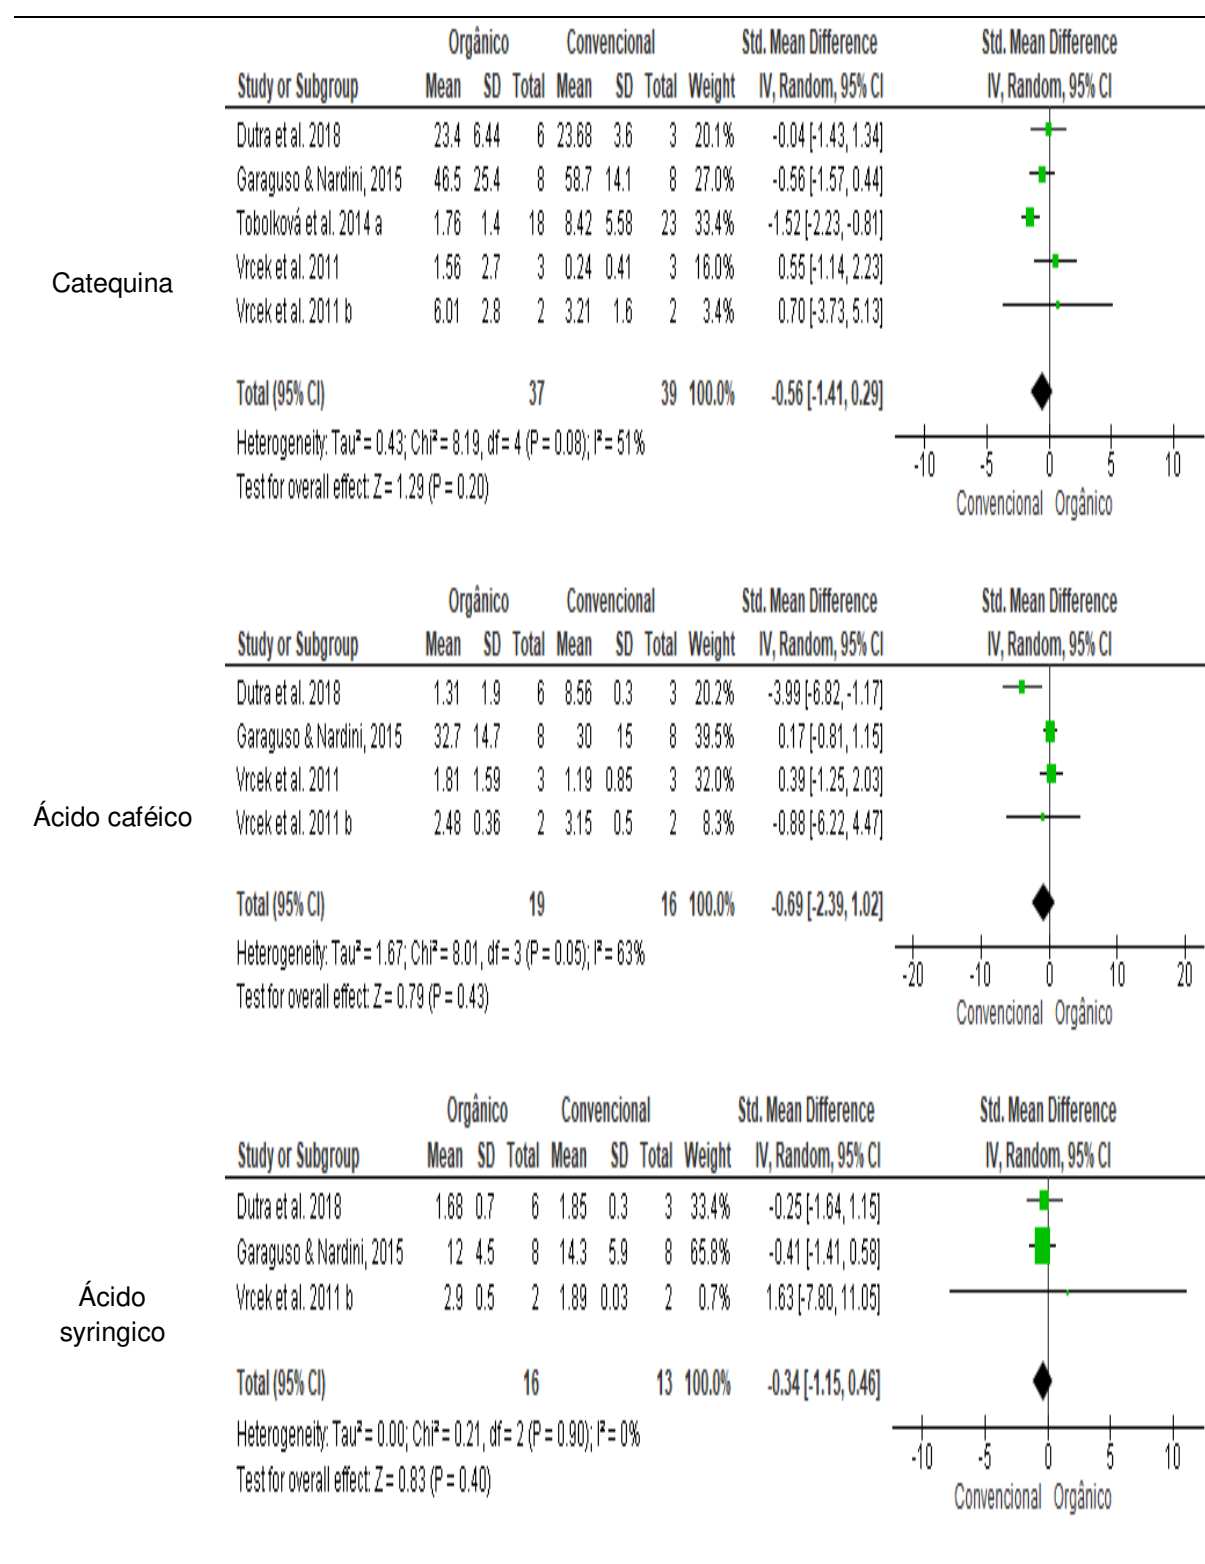 Orgânico Convencional Std. Mean Difference Std. Mean Difference
Study or Subgroup Mean SD Total Mean SD Total Weight IV, Random, 95% CI IV, Random, 95% CI
Dutra et al. 2018 23.4 6.44 6 23.68 3.6 3 20.1% -0.04 [-1.43, 1.34]
Garaguso & Nardini, 2015 46.5 25.4 8 58.7 14.1 8 27.0% -0.56 [-1.57, 0.44]
Tobolková et al. 2014 a 1.76 1.4 18 8.42 5.58 23 33.4% -1.52 [-2.23, -0.81]
Vrcek et al. 2011 1.56 2.7 3 0.24 0.41 3 16.0% 0.55 [-1.14, 2.23]
Catequina
Vrcek et al. 2011 b 6.01 2.8 2 3.21 1.6 2 3.4% 0.70 [-3.73, 5.13]
Total (95% CI) 37 39 100.0% -0.56 [-1.41, 0.29]
Heterogeneity: Tau² = 0.43; Chi² = 8.19, df = 4 (P = 0.08); I² = 51%
-10 -5 0 5 10
Test for overall effect: Z = 1.29 (P = 0.20)
Convencional Orgânico
Orgânico Convencional Std. Mean Difference Std. Mean Difference
Study or Subgroup Mean SD Total Mean SD Total Weight IV, Random, 95% CI IV, Random, 95% CI
Dutra et al. 2018 1.31 1.9 6 8.56 0.3 3 20.2% -3.99 [-6.82, -1.17]
Garaguso & Nardini, 2015 32.7 14.7 8 30 15 8 39.5% 0.17 [-0.81, 1.15]
Vrcek et al. 2011 1.81 1.59 3 1.19 0.85 3 32.0% 0.39 [-1.25, 2.03]
Ácido caféico
Vrcek et al. 2011 b 2.48 0.36 2 3.15 0.5 2 8.3% -0.88 [-6.22, 4.47]
Total (95% CI) 19 16 100.0% -0.69 [-2.39, 1.02]
Heterogeneity: Tau² = 1.67; Chi² = 8.01, df = 3 (P = 0.05); I² = 63%
-20 -10 0 10 20
Test for overall effect: Z = 0.79 (P = 0.43)
Convencional Orgânico
Orgânico Convencional Std. Mean Difference Std. Mean Difference
Study or Subgroup Mean SD Total Mean SD Total Weight IV, Random, 95% CI IV, Random, 95% CI
Dutra et al. 2018 1.68 0.7 6 1.85 0.3 3 33.4% -0.25 [-1.64, 1.15]
Garaguso & Nardini, 2015 12 4.5 8 14.3 5.9 8 65.8% -0.41 [-1.41, 0.58]
Vrcek et al. 2011 b 2.9 0.5 2 1.89 0.03 2 0.7% 1.63 [-7.80, 11.05]
Ácido
syringico
Total (95% CI) 16 13 100.0% -0.34 [-1.15, 0.46]
Heterogeneity: Tau² = 0.00; Chi² = 0.21, df = 2 (P = 0.90); I² = 0%
-10 -5 0 5 10
Test for overall effect: Z = 0.83 (P = 0.40)
Convencional Orgânico